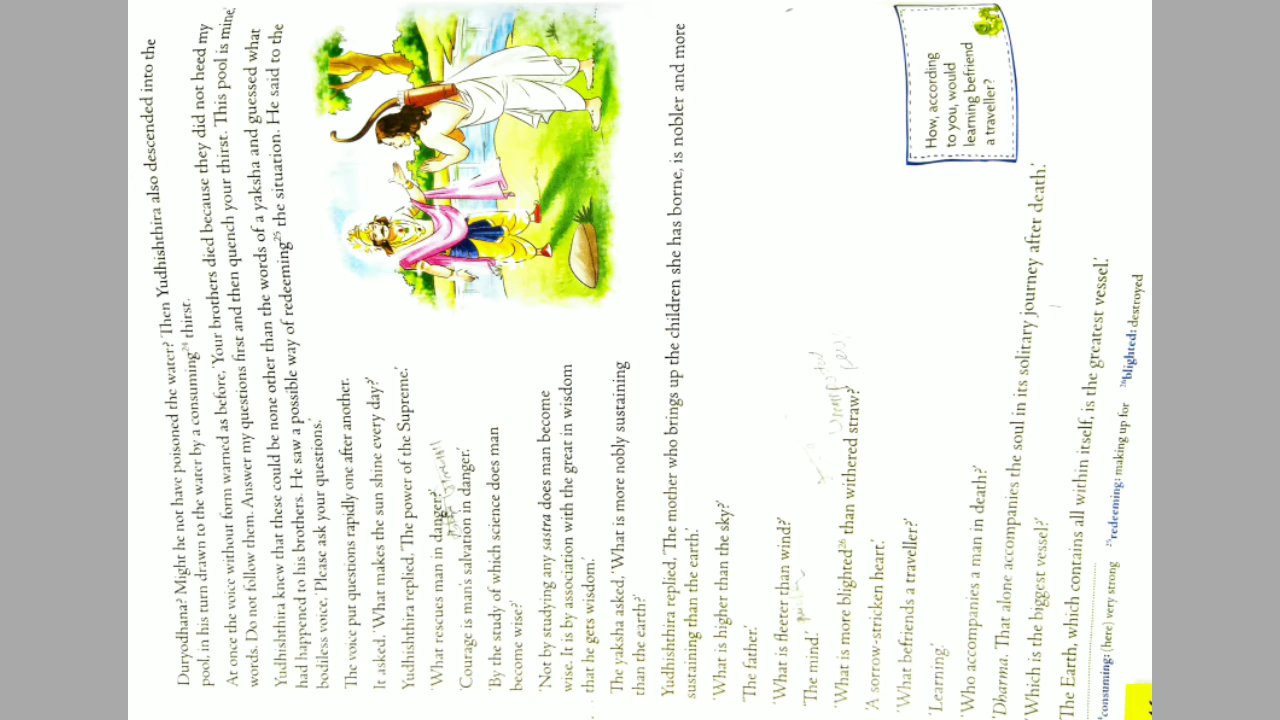 Duryodhana? Might he not have poisoned the water? Then Yudhishthira also descended into the
pool, in his turn drawn to the water by a consuming²⁴ thirst.
At once the voice without form warned as before, 'Your brothers died because they did not heed my
words. Do not follow them. Answer my questions first and then quench your thirst. This pool is mine.'
Yudhishthira knew that these could be none other than the words of a yaksha and guessed what
had happened to his brothers. He saw a possible way of redeeming²⁵ the situation. He said to the
bodiless voice, 'Please ask your questions.'
The voice put questions rapidly one after another.
It asked, 'What makes the sun shine every day?'
Yudhishthira replied, 'The power of the Supreme.'
'What rescues man in danger?'
'Courage is man's salvation in danger.'
'By the study of which science does man
become wise?'
'Not by studying any sastra does man become
wise. It is by association with the great in wisdom
that he gets wisdom.'
The yaksha asked, 'What is more nobly sustaining
than the earth?'
Yudhishthira replied, 'The mother who brings up the children she has borne, is nobler and more
sustaining than the earth.'
'What is higher than the sky?'
'The father.'
'What is fleeter than wind?'
'The mind.'
'What is more blighted²⁶ than withered straw?'
'A sorrow-stricken heart.'
'What befriends a traveller?'
'Learning.'
How, according
to you, would
learning befriend
a traveller?
'Who accompanies a man in death?'
'Dharma. That alone accompanies the soul in its solitary journey after death.'
'Which is the biggest vessel?'
'The Earth, which contains all within itself, is the greatest vessel.'
²⁴consuming: (here) very strong ²⁵redeeming: making up for ²⁶blighted: destroyed